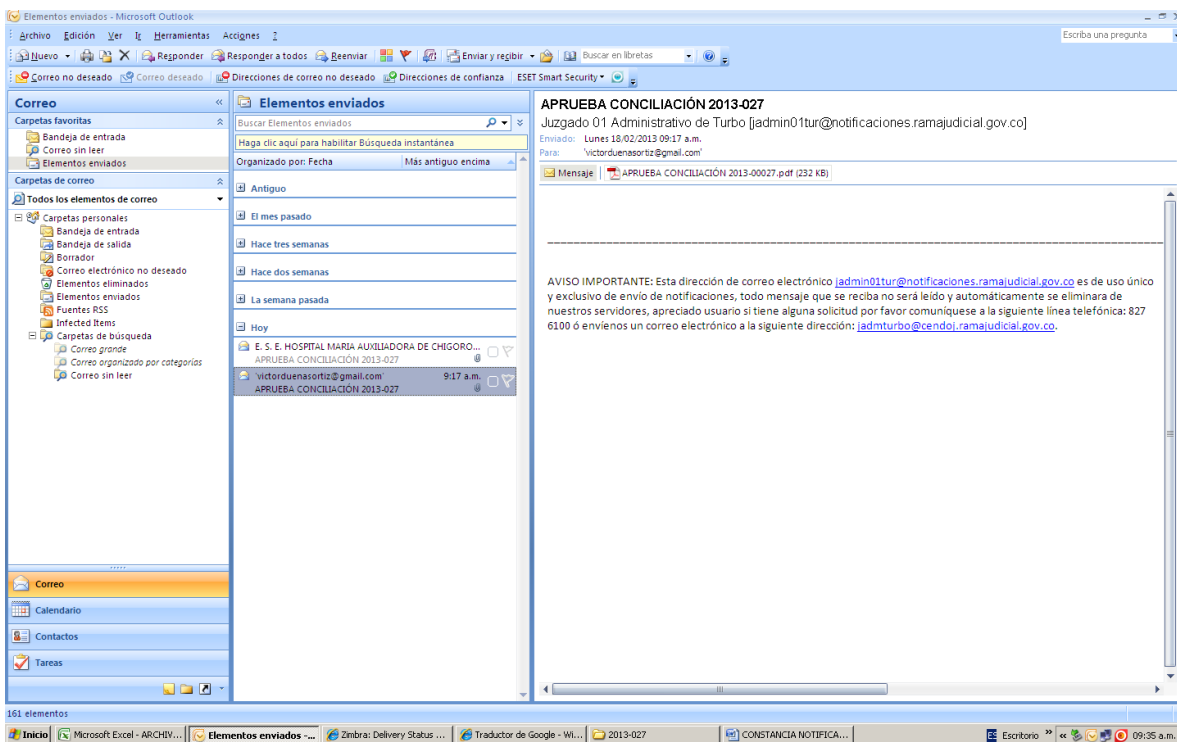 Elementos enviados - Microsoft Outlook
Archivo Edición Ver Ir Herramientas Acciones ?
Escriba una pregunta
Nuevo Responder Responder a todos Reenviar Enviar y recibir Buscar en libretas
Correo no deseado Correo deseado Direcciones de correo no deseado Direcciones de confianza ESET Smart Security
Correo
Carpetas favoritas
Bandeja de entrada
Correo sin leer
Elementos enviados
Carpetas de correo
Todos los elementos de correo
Carpetas personales
Bandeja de entrada
Bandeja de salida
Borrador
Correo electrónico no deseado
Elementos eliminados
Elementos enviados
Fuentes RSS
Infected Items
Carpetas de búsqueda
Correo grande
Correo organizado por categorías
Correo sin leer
Correo
Calendario
Contactos
Tareas
Elementos enviados
Buscar Elementos enviados
Haga clic aquí para habilitar Búsqueda instantánea
Organizado por: Fecha Más antiguo encima
Antiguo
El mes pasado
Hace tres semanas
Hace dos semanas
La semana pasada
Hoy
E. S. E. HOSPITAL MARIA AUXILIADORA DE CHIGORO...
APRUEBA CONCILIACIÓN 2013-027
'victorduenasortiz@gmail.com' 9:17 a.m.
APRUEBA CONCILIACIÓN 2013-027
APRUEBA CONCILIACIÓN 2013-027
Juzgado 01 Administrativo de Turbo [jadmin01tur@notificaciones.ramajudicial.gov.co]
Enviado: Lunes 18/02/2013 09:17 a.m.
Para: 'victorduenasortiz@gmail.com'
Mensaje APRUEBA CONCILIACIÓN 2013-00027.pdf (232 KB)
AVISO IMPORTANTE: Esta dirección de correo electrónico jadmin01tur@notificaciones.ramajudicial.gov.co es de uso único
y exclusivo de envío de notificaciones, todo mensaje que se reciba no será leído y automáticamente se eliminara de
nuestros servidores, apreciado usuario si tiene alguna solicitud por favor comuníquese a la siguiente línea telefónica: 827
6100 ó envíenos un correo electrónico a la siguiente dirección: jadmturbo@cendoj.ramajudicial.gov.co.
161 elementos
Inicio Microsoft Excel - ARCHIV... Elementos enviados -... Zimbra: Delivery Status ... Traductor de Google - Wi... 2013-027 CONSTANCIA NOTIFICA... ES Escritorio 09:35 a.m.